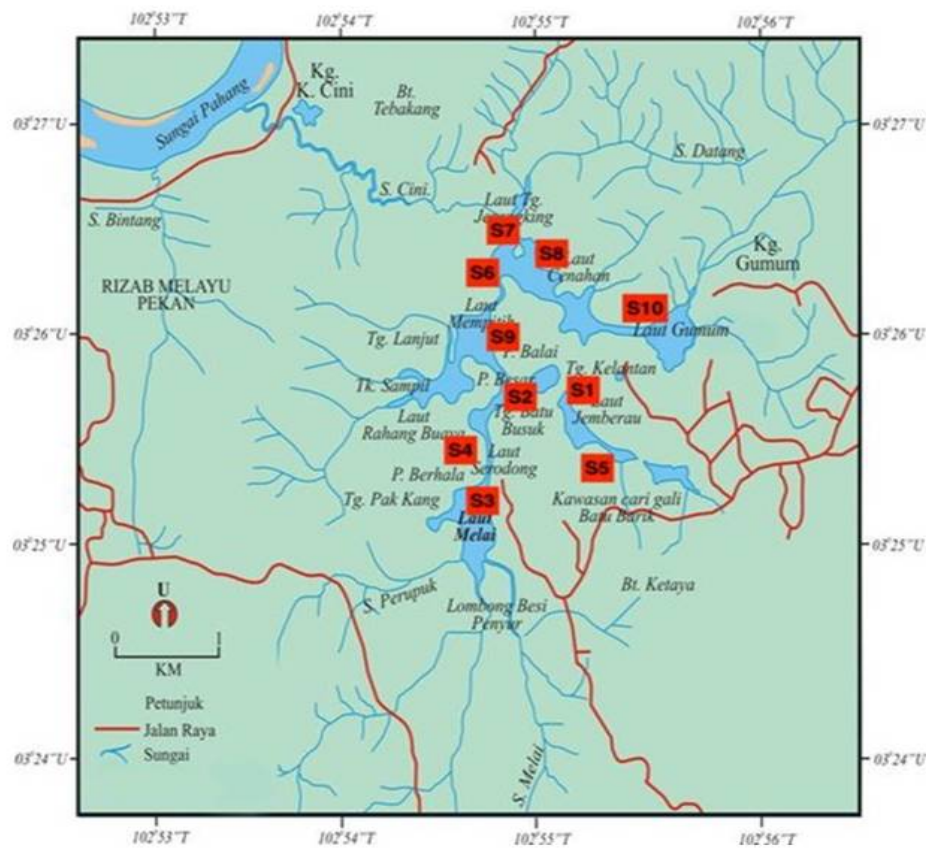 102°53"T 102°54"T 102°55"T 102°56"T
Kg.
K. Cini
Bt.
Tebakang
Sungai Pahang
03°27"U 03°27"U
S. Datang
S. Cini.
S. Bintang
Laut Tg.
S7
S8
Laut
Cenahan
Kg.
Gumum
S6
RIZAB MELAYU
PEKAN
S10
Laut
Mempitih
Laut Gumum
03°26"U 03°26"U
Tg. Lanjut
S9
P. Balai
Tk. Sampil
P. Besar
Tg. Kelantan
S2
S1
Laut
Jemberau
Tg. Batu
Busuk
Laut
Rahang Buaya
S4
Laut
Serodong
P. Berhala
S5
Tg. Pak Kang
S3
Kawasan cari gali
Batu Barik
Laut
Melai
03°25"U 03°25"U
U
S. Perupuk
Bt. Ketaya
Lombong Besi
Penyur
0 1
KM
Petunjuk
Jalan Raya
Sungai
S. Melai
03°24"U 03°24"U
102°53"T 102°54"T 102°55"T 102°56"T